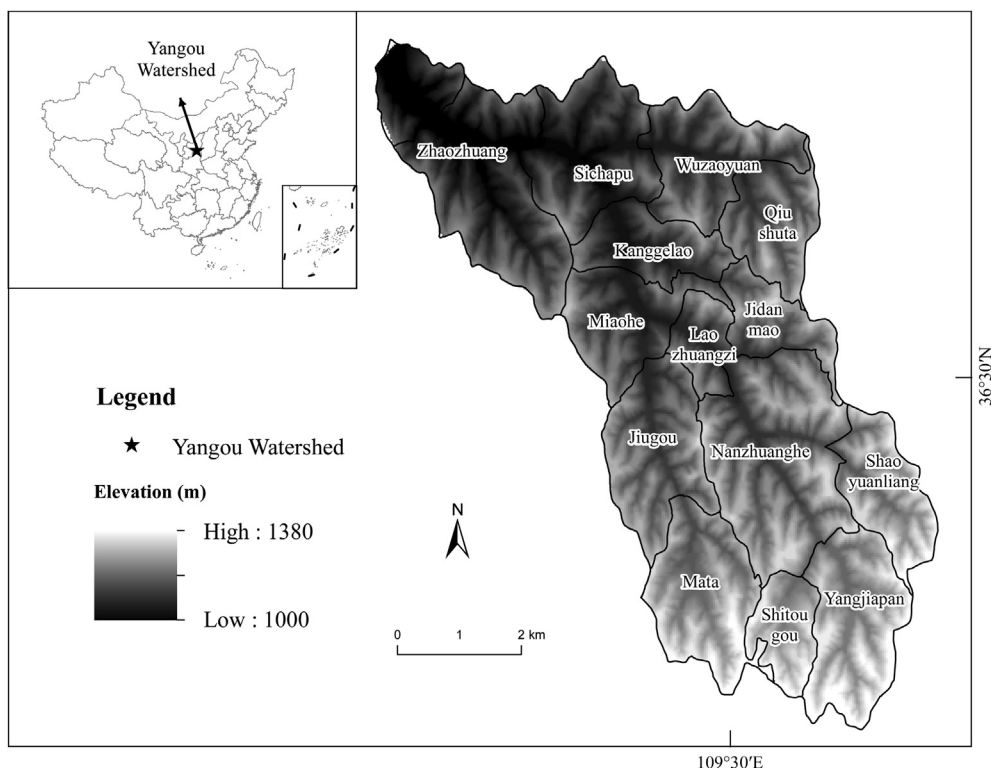 Yangou
Watershed
Zhaozhuang
Sichapu
Wuzaoyuan
Qiu
shuta
Kanggelao
Miaohe
Lao
zhuangzi
Jidan
mao
Jiugou
Nanzhuanghe
Shao
yuanliang
Mata
Shitou
gou
Yangjiapan
Legend
Yangou Watershed
Elevation (m)
High : 1380
Low : 1000
N
0 1 2 km
36°30′N
109°30′E